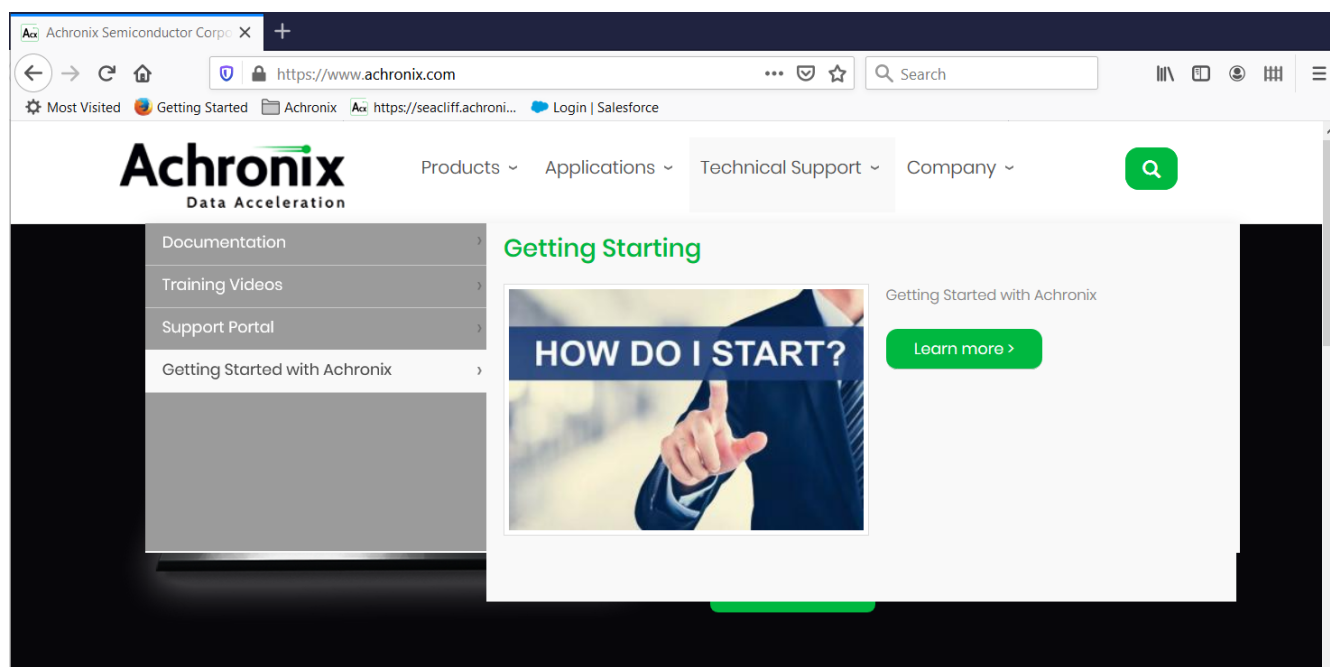 Acx Achronix Semiconductor Corpo
https://www.achronix.com
Search
Most Visited Getting Started Achronix Acx https://seacliff.achroni... Login | Salesforce
Achronix
Data Acceleration
Products Applications Technical Support Company
Documentation
Training Videos
Support Portal
Getting Started with Achronix
Getting Starting
HOW DO I START?
Getting Started with Achronix
Learn more >